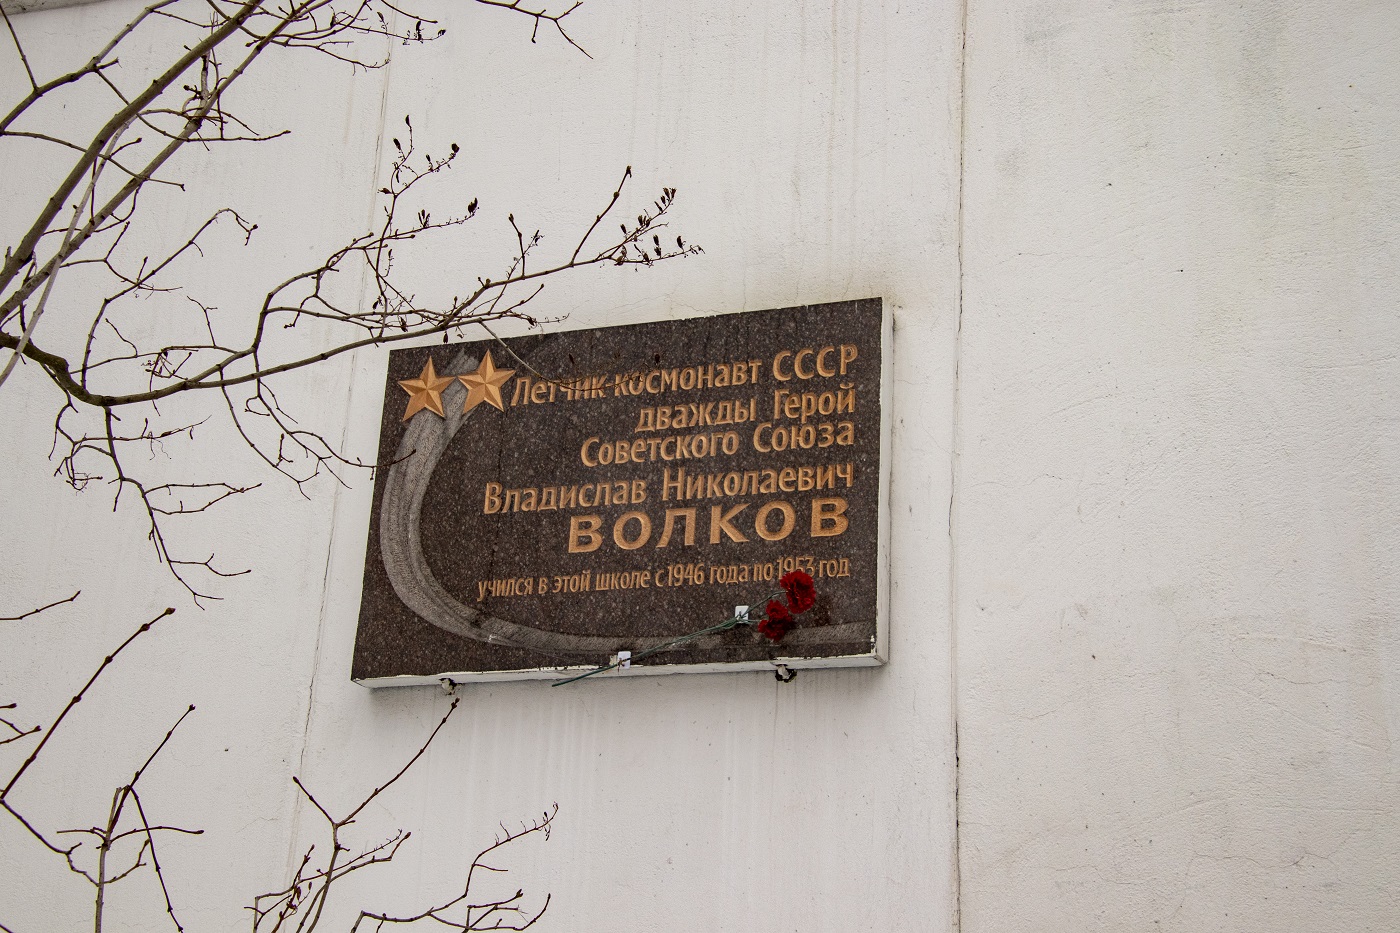 Летчик-космонавт СССР
дважды Герой
Советского Союза
Владислав Николаевич
ВОЛКОВ
учился в этой школе с 1946 года по 1953 год